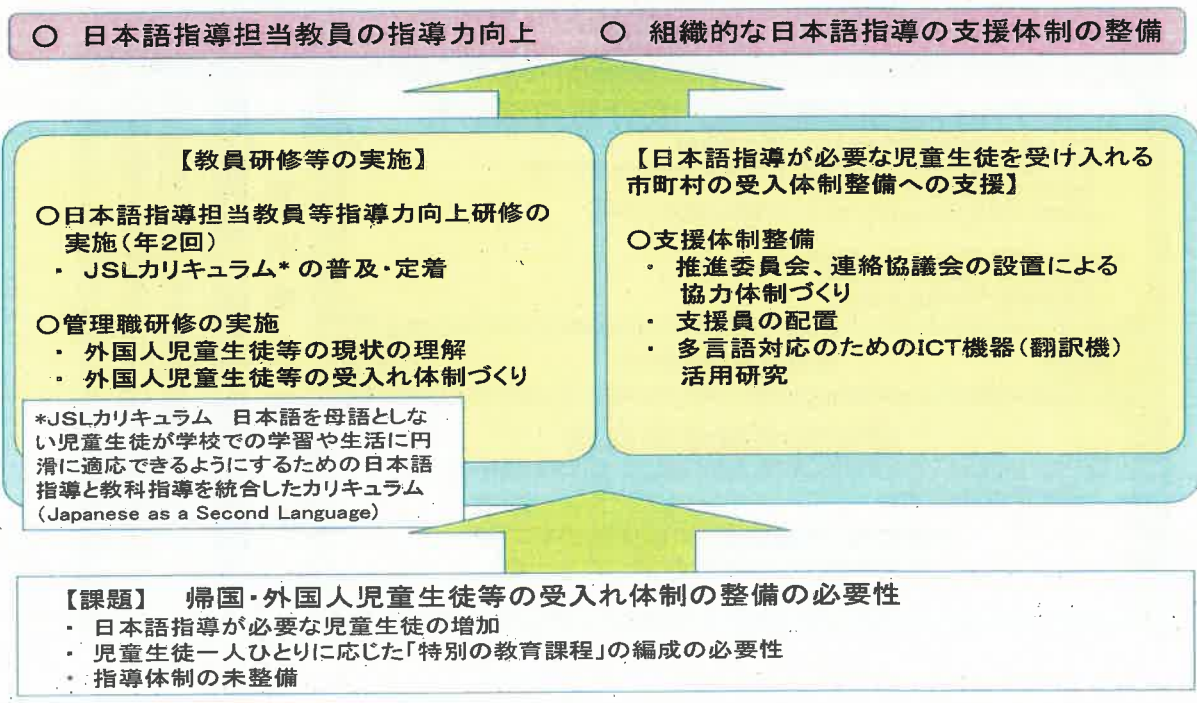 ○ 日本語指導担当教員の指導力向上　○ 組織的な日本語指導の支援体制の整備
【教員研修等の実施】
○日本語指導担当教員等指導力向上研修の
実施(年2回)
・ JSLカリキュラム* の普及・定着
○管理職研修の実施
・ 外国人児童生徒等の現状の理解
・ 外国人児童生徒等の受入れ体制づくり
*JSLカリキュラム　日本語を母語としな
い児童生徒が学校での学習や生活に円
滑に適応できるようにするための日本語
指導と教科指導を統合したカリキュラム
(Japanese as a Second Language)
【日本語指導が必要な児童生徒を受け入れる
市町村の受入体制整備への支援】
○支援体制整備
・ 推進委員会、連絡協議会の設置による
協力体制づくり
・ 支援員の配置
・ 多言語対応のためのICT機器(翻訳機)
活用研究
【課題】　帰国・外国人児童生徒等の受入れ体制の整備の必要性
・ 日本語指導が必要な児童生徒の増加
・ 児童生徒一人ひとりに応じた「特別の教育課程」の編成の必要性
・ 指導体制の未整備